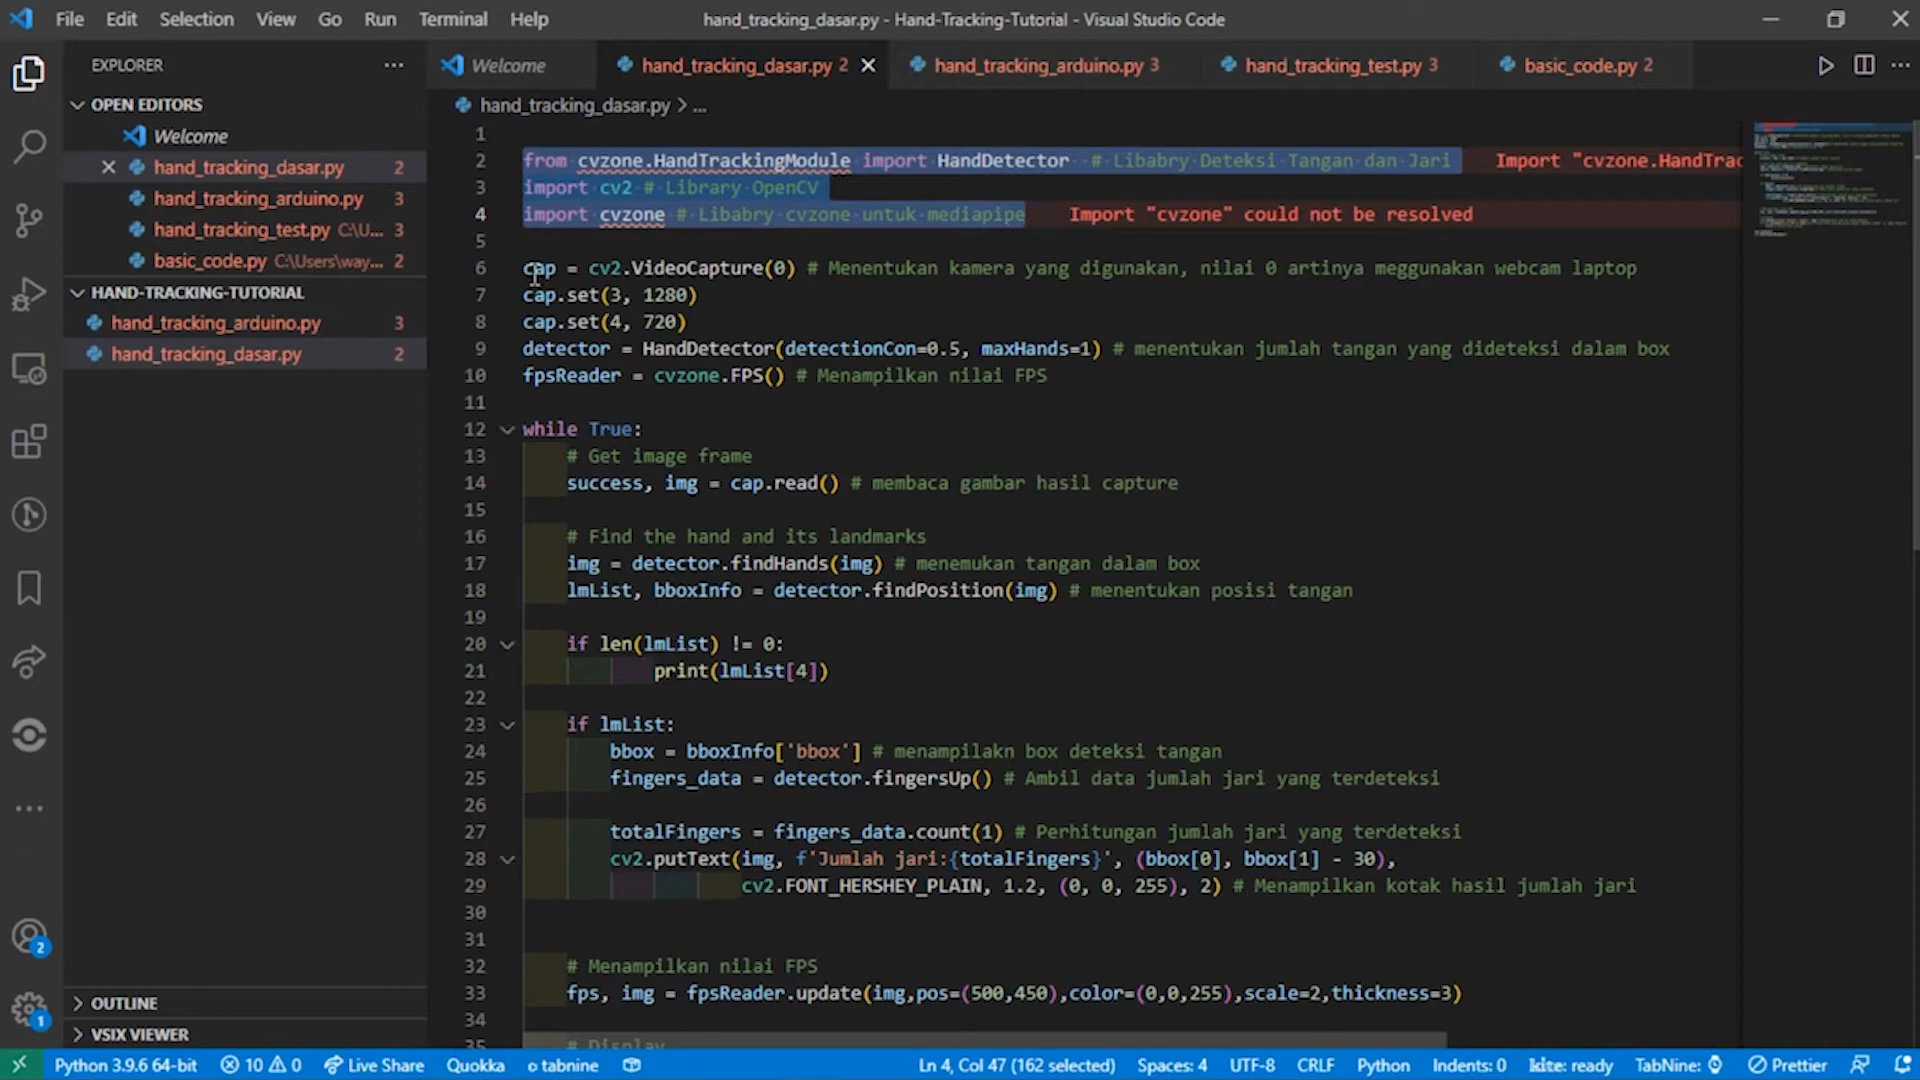 File Edit Selection View Go Run Terminal Help
hand_tracking_dasar.py - Hand-Tracking-Tutorial - Visual Studio Code
EXPLORER
OPEN EDITORS
Welcome
hand_tracking_dasar.py 2
hand_tracking_arduino.py 3
hand_tracking_test.py C:\U... 3
basic_code.py C:\Users\way... 2
HAND-TRACKING-TUTORIAL
hand_tracking_arduino.py 3
hand_tracking_dasar.py 2
OUTLINE
VSIX VIEWER
2
1
Welcome
hand_tracking_dasar.py 2
hand_tracking_arduino.py 3
hand_tracking_test.py 3
basic_code.py 2
hand_tracking_dasar.py > ...
1
2 from cvzone.HandTrackingModule import HandDetector # Libabry Deteksi Tangan dan Jari Import "cvzone.HandTrac
3 import cv2 # Library OpenCV
4 import cvzone # Libabry cvzone untuk mediapipe Import "cvzone" could not be resolved
5
6 cap = cv2.VideoCapture(0) # Menentukan kamera yang digunakan, nilai 0 artinya meggunakan webcam laptop
7 cap.set(3, 1280)
8 cap.set(4, 720)
9 detector = HandDetector(detectionCon=0.5, maxHands=1) # menentukan jumlah tangan yang dideteksi dalam box
10 fpsReader = cvzone.FPS() # Menampilkan nilai FPS
11
12 while True:
13 # Get image frame
14 success, img = cap.read() # membaca gambar hasil capture
15
16 # Find the hand and its landmarks
17 img = detector.findHands(img) # menemukan tangan dalam box
18 lmList, bboxInfo = detector.findPosition(img) # menentukan posisi tangan
19
20 if len(lmList) != 0:
21 print(lmList[4])
22
23 if lmList:
24 bbox = bboxInfo['bbox'] # menampilakn box deteksi tangan
25 fingers_data = detector.fingersUp() # Ambil data jumlah jari yang terdeteksi
26
27 totalFingers = fingers_data.count(1) # Perhitungan jumlah jari yang terdeteksi
28 cv2.putText(img, f'Jumlah jari:{totalFingers}', (bbox[0], bbox[1] - 30),
29 cv2.FONT_HERSHEY_PLAIN, 1.2, (0, 0, 255), 2) # Menampilkan kotak hasil jumlah jari
30
31
32 # Menampilkan nilai FPS
33 fps, img = fpsReader.update(img,pos=(500,450),color=(0,0,255),scale=2,thickness=3)
34
35 # Display
Python 3.9.6 64-bit 10 0 Live Share Quokka tabnine Ln 4, Col 47 (162 selected) Spaces: 4 UTF-8 CRLF Python Indents: 0 kite: ready TabNine: Prettier